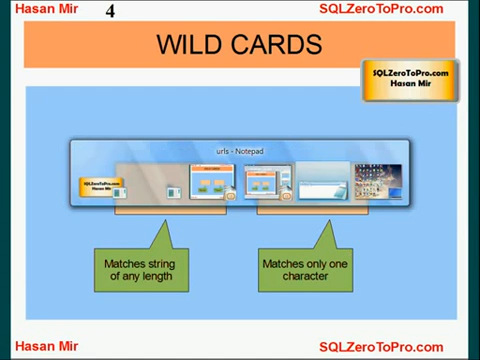 Hasan Mir
4
SQLZeroToPro.com
WILD CARDS
SQLZeroToPro.com
Hasan Mir
urls - Notepad
SQLZeroToPro.com
Hasan Mir
Matches string
of any length
Matches only one
character
Hasan Mir
SQLZeroToPro.com